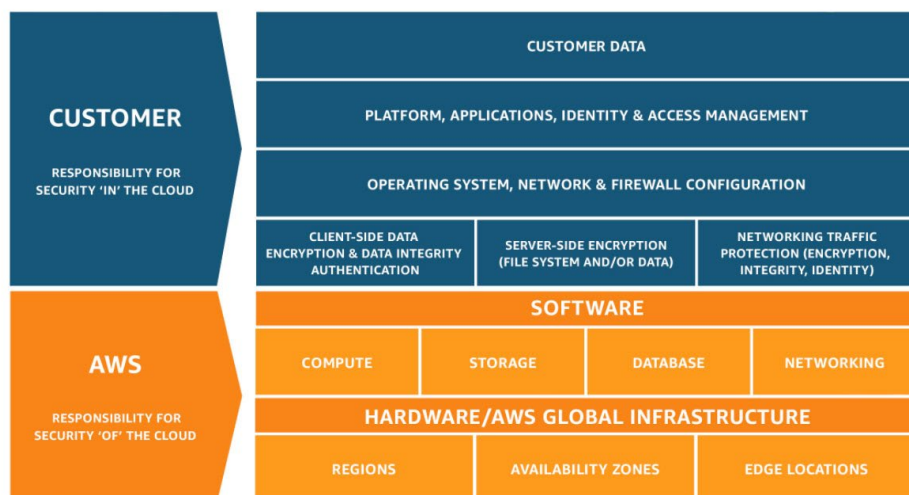 CUSTOMER
RESPONSIBILITY FOR
SECURITY ‘IN’ THE CLOUD
CUSTOMER DATA
PLATFORM, APPLICATIONS, IDENTITY & ACCESS MANAGEMENT
OPERATING SYSTEM, NETWORK & FIREWALL CONFIGURATION
CLIENT-SIDE DATA
ENCRYPTION & DATA INTEGRITY
AUTHENTICATION
SERVER-SIDE ENCRYPTION
(FILE SYSTEM AND/OR DATA)
NETWORKING TRAFFIC
PROTECTION (ENCRYPTION,
INTEGRITY, IDENTITY)
AWS
RESPONSIBILITY FOR
SECURITY ‘OF’ THE CLOUD
SOFTWARE
COMPUTE
STORAGE
DATABASE
NETWORKING
HARDWARE/AWS GLOBAL INFRASTRUCTURE
REGIONS
AVAILABILITY ZONES
EDGE LOCATIONS